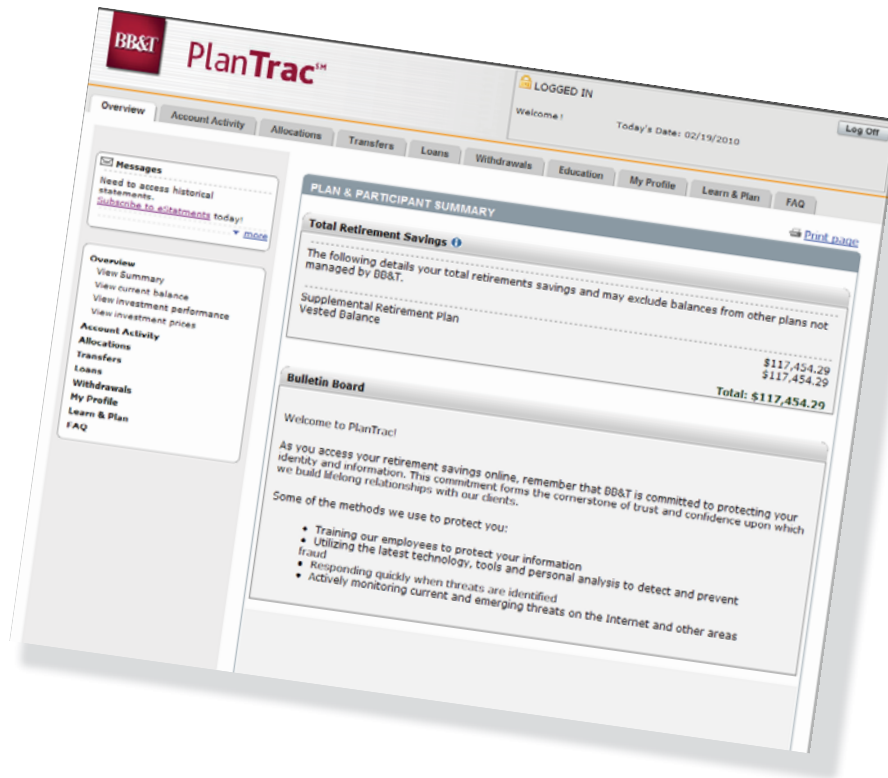 BB&T
PlanTrac℠
LOGGED IN
Welcome!
Today's Date: 02/19/2010
Log Off
Overview
Account Activity
Allocations
Transfers
Loans
Withdrawals
Education
My Profile
Learn & Plan
FAQ
Messages
Need to access historical
statements.
Subscribe to eStatments today!
more
Overview
View Summary
View current balance
View investment performance
View investment prices
Account Activity
Allocations
Transfers
Loans
Withdrawals
My Profile
Learn & Plan
FAQ
PLAN & PARTICIPANT SUMMARY
Print page
Total Retirement Savings
The following details your total retirements savings and may exclude balances from other plans not
managed by BB&T.
Supplemental Retirement Plan $117,454.29
Vested Balance $117,454.29
Total: $117,454.29
Bulletin Board
Welcome to PlanTrac!
As you access your retirement savings online, remember that BB&T is committed to protecting your
identity and information. This commitment forms the cornerstone of trust and confidence upon which
we build lifelong relationships with our clients.
Some of the methods we use to protect you:
• Training our employees to protect your information
• Utilizing the latest technology, tools and personal analysis to detect and prevent
fraud
• Responding quickly when threats are identified
• Actively monitoring current and emerging threats on the Internet and other areas